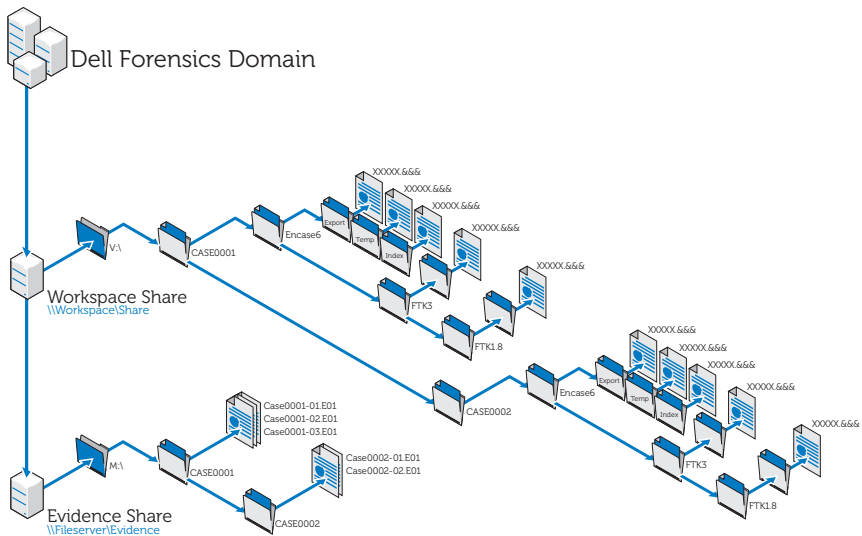 Dell Forensics Domain
XXXXX.&&&
XXXXX.&&&
XXXXX.&&&
XXXXX.&&&
XXXXX.&&&
Export
Temp
Index
Encase6
V:\
CASE0001
FTK3
FTK1.8
Workspace Share
\\Workspace\Share
XXXXX.&&&
XXXXX.&&&
XXXXX.&&&
XXXXX.&&&
XXXXX.&&&
Export
Temp
Index
Encase6
CASE0002
FTK3
FTK1.8
Case0001-01.E01
Case0001-02.E01
Case0001-03.E01
Case0002-01.E01
Case0002-02.E01
M:\
CASE0001
CASE0002
Evidence Share
\\Fileserver\Evidence